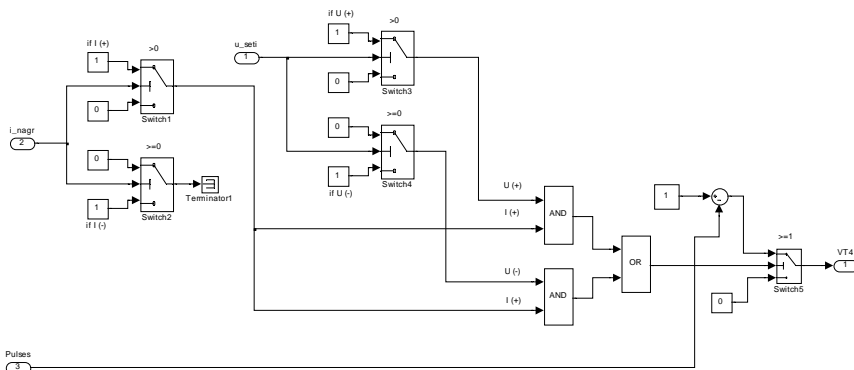 if I (+)
>0
1
0
Switch1
i_nagr
2
>=0
0
1
Switch2
if I (-)
Terminator1
u_seti
1
if U (+)
>0
1
0
Switch3
>=0
0
1
Switch4
if U (-)
U (+)
I (+)
AND
U (-)
I (+)
AND
OR
1
+
-
>=1
0
Switch5
VT4
1
Pulses
3